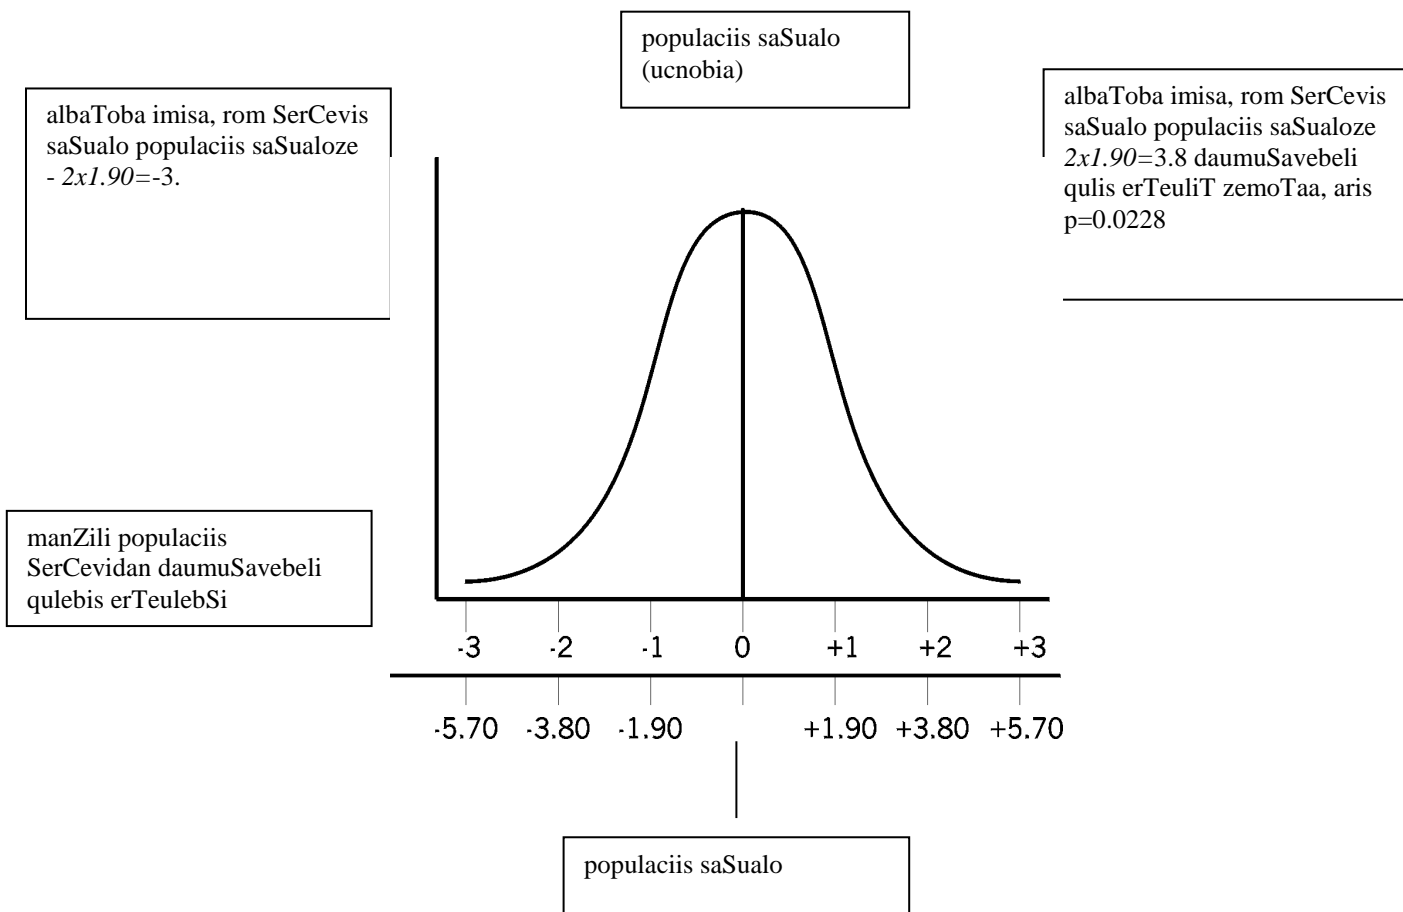 populaciis saSualo
(ucnobia)
albaToba imisa, rom SerCevis
saSualo populaciis saSualoze
- 2x1.90=-3.
albaToba imisa, rom SerCevis
saSualo populaciis saSualoze
2x1.90=3.8 daumuSavebeli
qulis erTeuliT zemoTaa, aris
p=0.0228
manZili populaciis
SerCevidan daumuSavebeli
qulebis erTeulebSi
-3 -2 -1 0 +1 +2 +3
-5.70 -3.80 -1.90 +1.90 +3.80 +5.70
populaciis saSualo